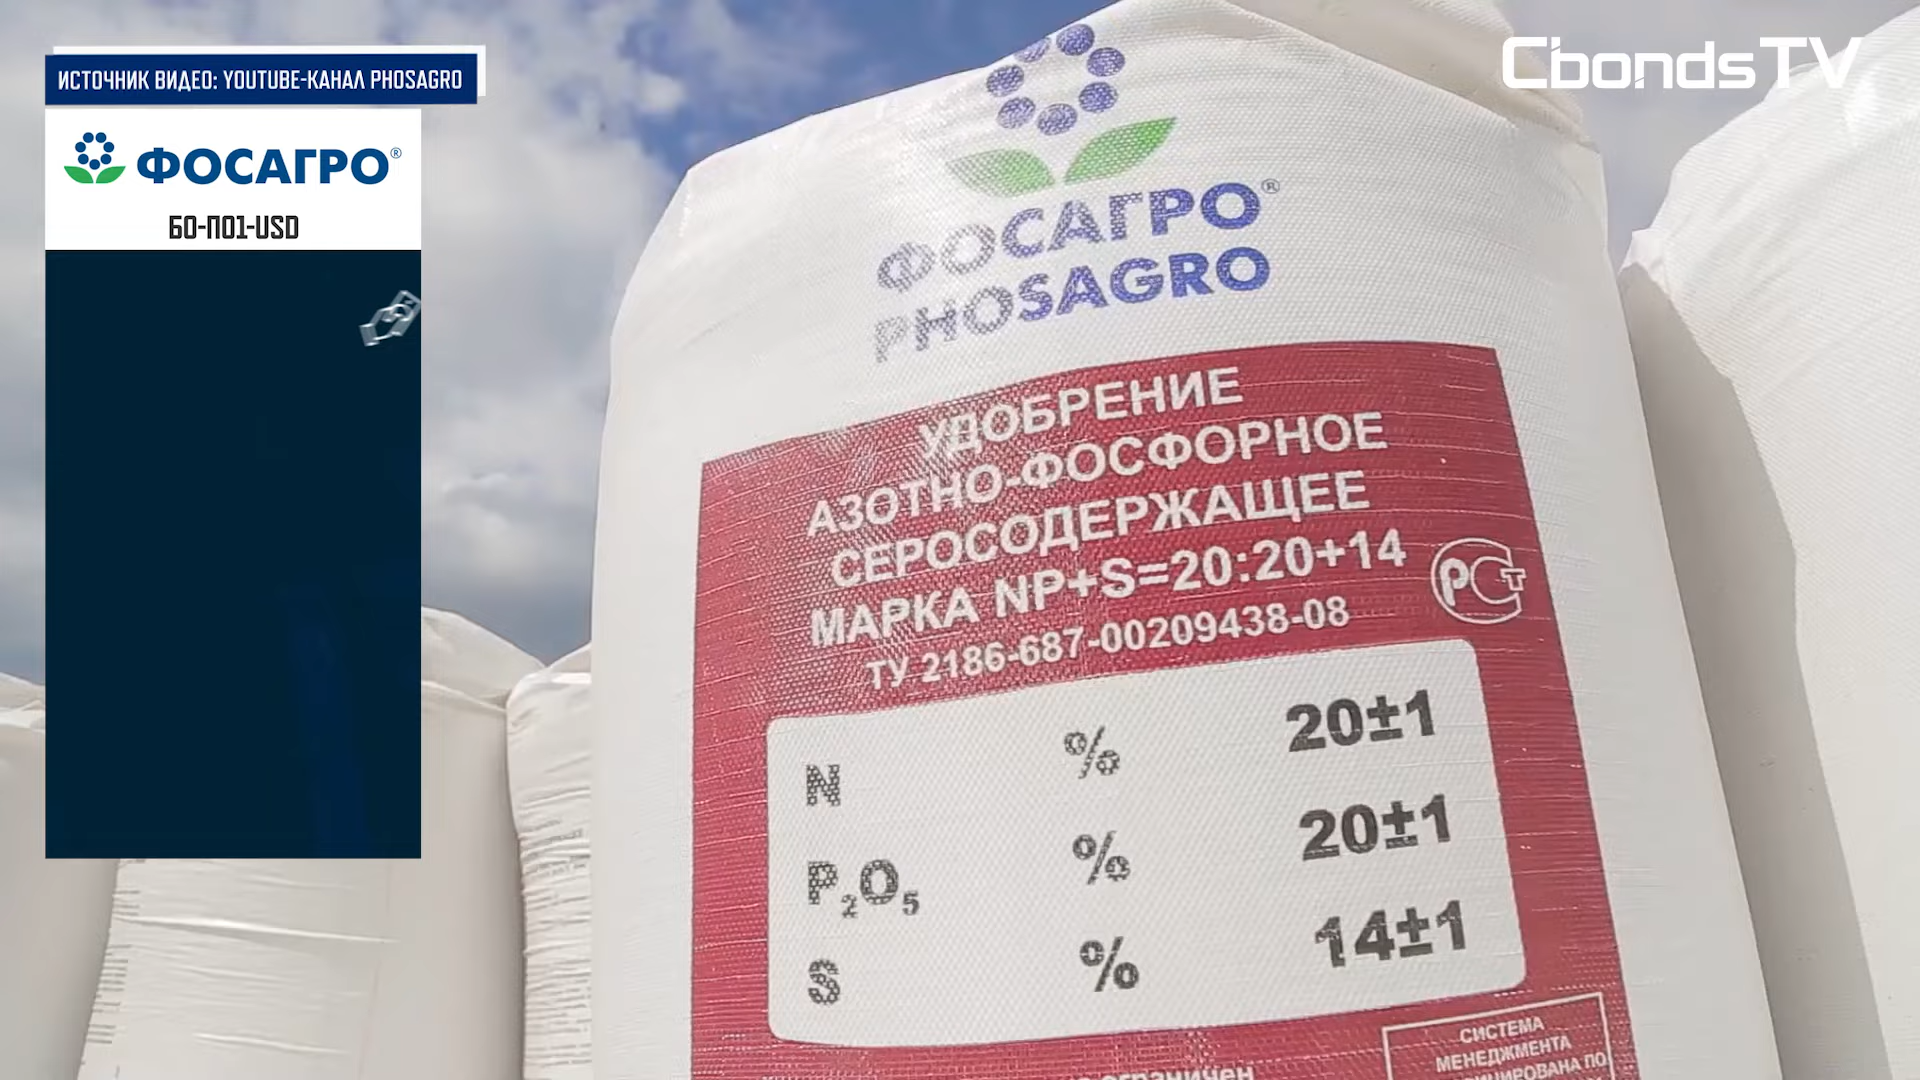 ИСТОЧНИК ВИДЕО: YOUTUBE-КАНАЛ PHOSAGRO
ФОСАГРО®
БО-П01-USD
CbondsTV
ФОСАГРО®
PHOSAGRO
УДОБРЕНИЕ
АЗОТНО-ФОСФОРНОЕ
СЕРОСОДЕРЖАЩЕЕ
МАРКА NP+S=20:20+14
РСТ
ТУ 2186-687-00209438-08
N % 20±1
P₂O₅ % 20±1
S % 14±1
СИСТЕМА
МЕНЕДЖМЕНТА